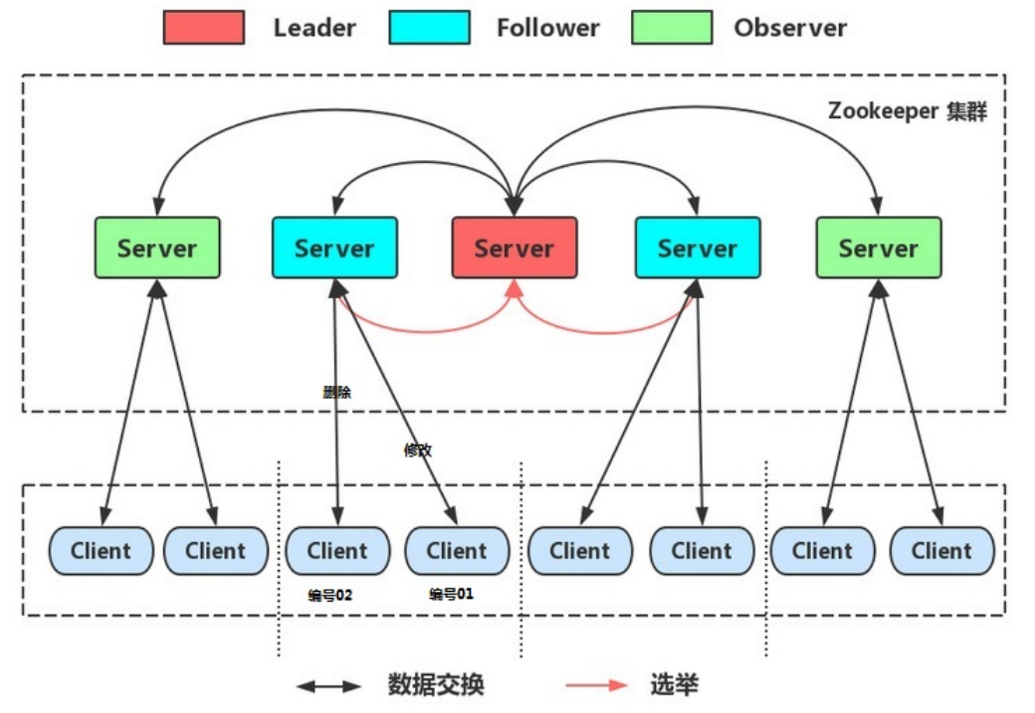 Leader Follower Observer
Zookeeper 集群
Server Server Server Server Server
删除
修改
Client Client Client Client Client Client Client Client
编号02 编号01
数据交换 选举